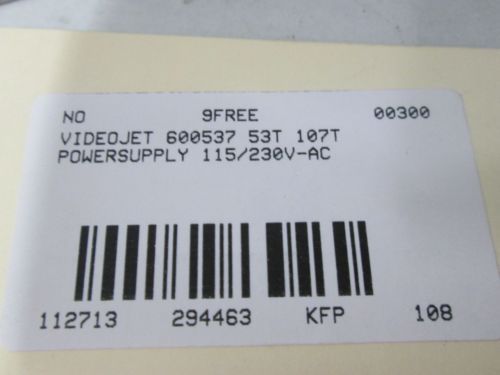 NO 9FREE 00300
VIDEOJET 600537 53T 107T
POWERSUPPLY 115/230V-AC
112713 294463 KFP 108